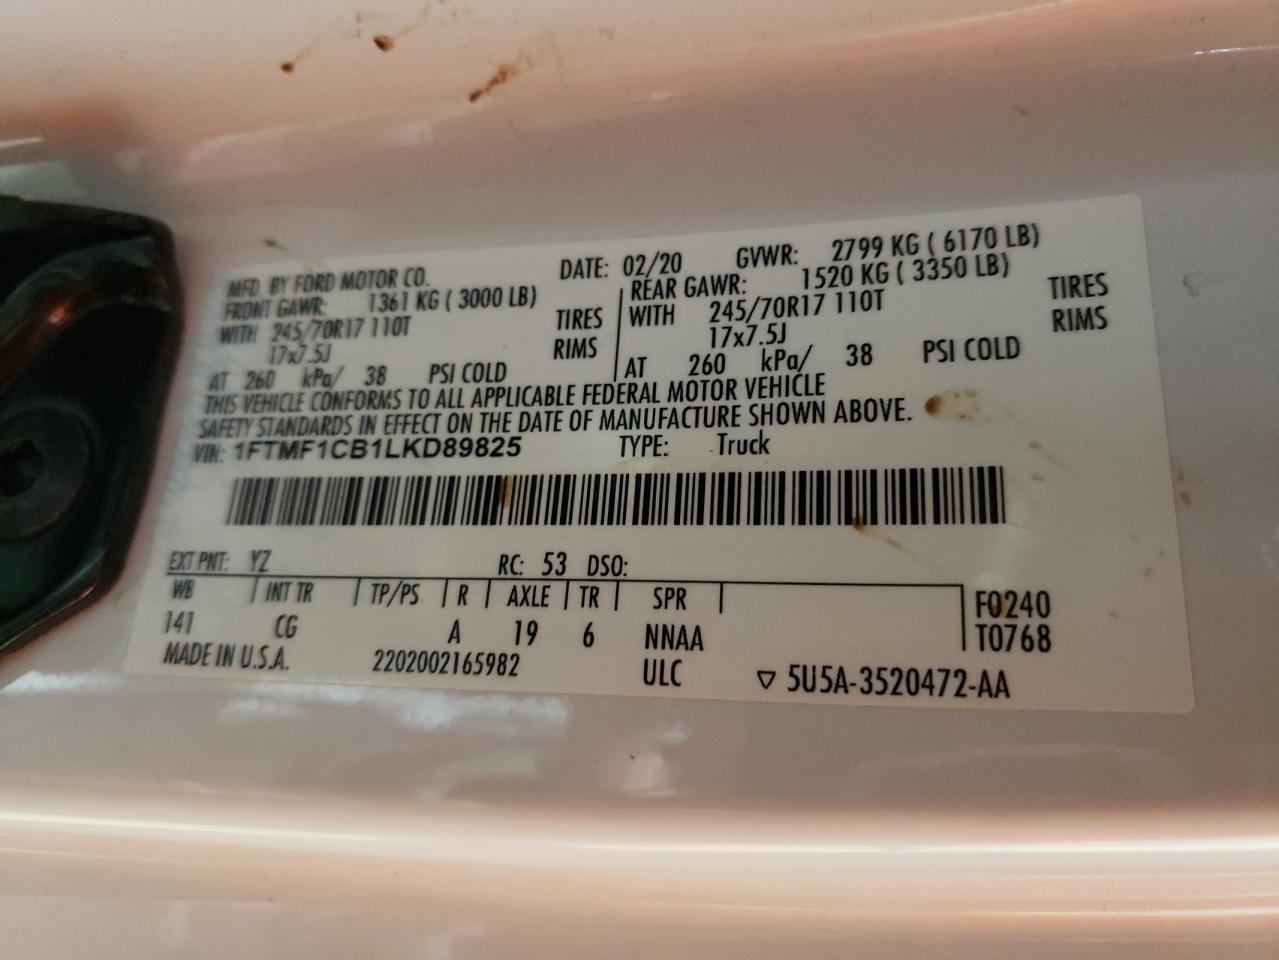 MFD. BY FORD MOTOR CO. DATE: 02/20 GVWR: 2799 KG ( 6170 LB)
FRONT GAWR: 1361 KG ( 3000 LB) REAR GAWR: 1520 KG ( 3350 LB)
WITH 245/70R17 110T TIRES WITH 245/70R17 110T TIRES
17x7.5J RIMS 17x7.5J RIMS
AT 260 kPa/ 38 PSI COLD AT 260 kPa/ 38 PSI COLD
THIS VEHICLE CONFORMS TO ALL APPLICABLE FEDERAL MOTOR VEHICLE
SAFETY STANDARDS IN EFFECT ON THE DATE OF MANUFACTURE SHOWN ABOVE.
VIN: 1FTMF1CB1LKD89825 TYPE: Truck
EXT PNT: YZ RC: 53 DSO:
WB INT TR TP/PS R AXLE TR SPR F0240
141 CG A 19 6 NNAA T0768
MADE IN U.S.A. 2202002165982 ULC ▽ 5U5A-3520472-AA